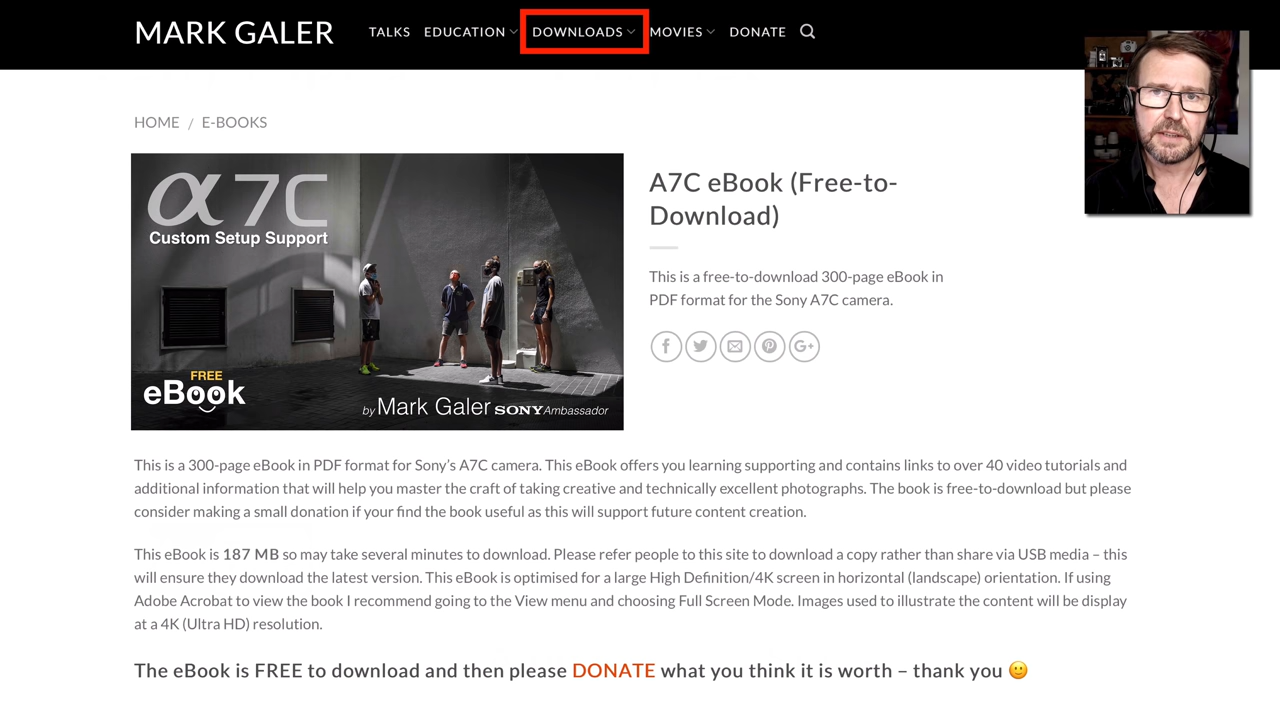 MARK GALER TALKS EDUCATION DOWNLOADS MOVIES DONATE
HOME / E-BOOKS
α 7C
Custom Setup Support
FREE
eBook
by Mark Galer SONY Ambassador
A7C eBook (Free-to-
Download)
This is a free-to-download 300-page eBook in
PDF format for the Sony A7C camera.
f G+
This is a 300-page eBook in PDF format for Sony's A7C camera. This eBook offers you learning supporting and contains links to over 40 video tutorials and
additional information that will help you master the craft of taking creative and technically excellent photographs. The book is free-to-download but please
consider making a small donation if your find the book useful as this will support future content creation.
This eBook is 187 MB so may take several minutes to download. Please refer people to this site to download a copy rather than share via USB media – this
will ensure they download the latest version. This eBook is optimised for a large High Definition/4K screen in horizontal (landscape) orientation. If using
Adobe Acrobat to view the book I recommend going to the View menu and choosing Full Screen Mode. Images used to illustrate the content will be display
at a 4K (Ultra HD) resolution.
The eBook is FREE to download and then please DONATE what you think it is worth – thank you 🙂